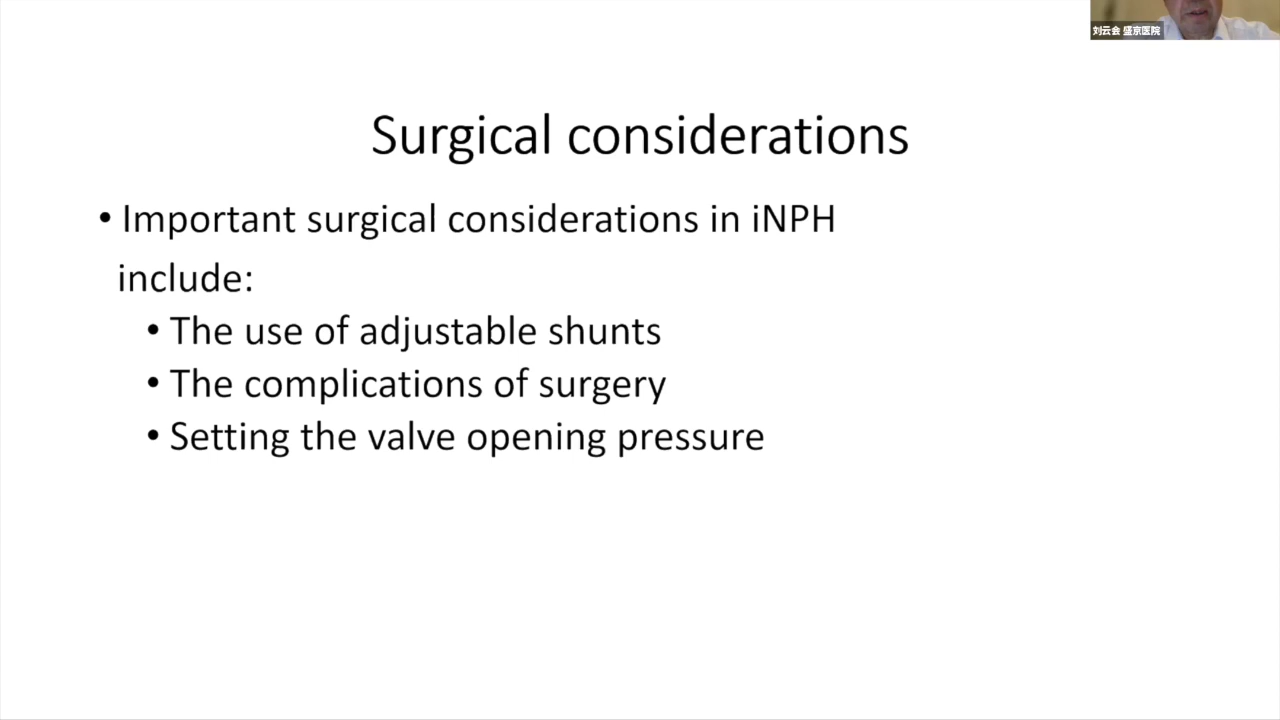 刘云会 盛京医院
Surgical considerations
• Important surgical considerations in iNPH
include:
• The use of adjustable shunts
• The complications of surgery
• Setting the valve opening pressure